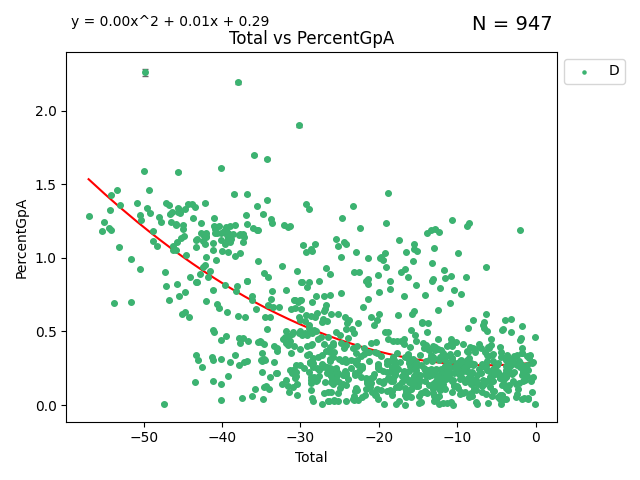 y = 0.00x^2 + 0.01x + 0.29
N = 947
Total vs PercentGpA
D
PercentGpA
2.0
1.5
1.0
0.5
0.0
−50 −40 −30 −20 −10 0
Total